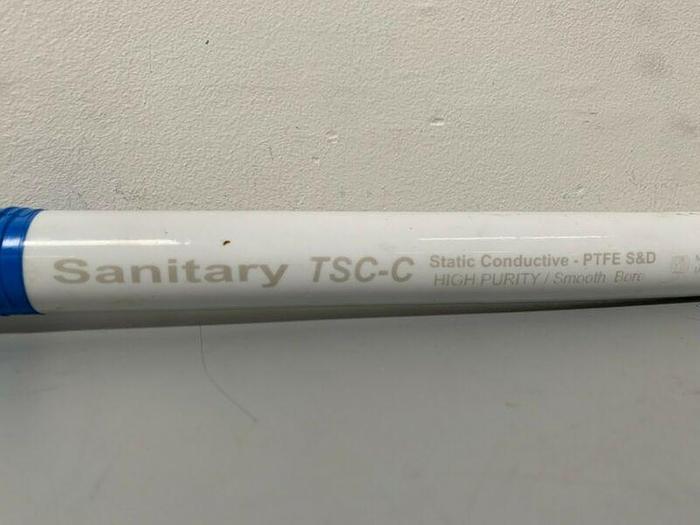 Sanitary TSC-C Static Conductive - PTFE S&D
HIGH PURITY / Smooth Bore